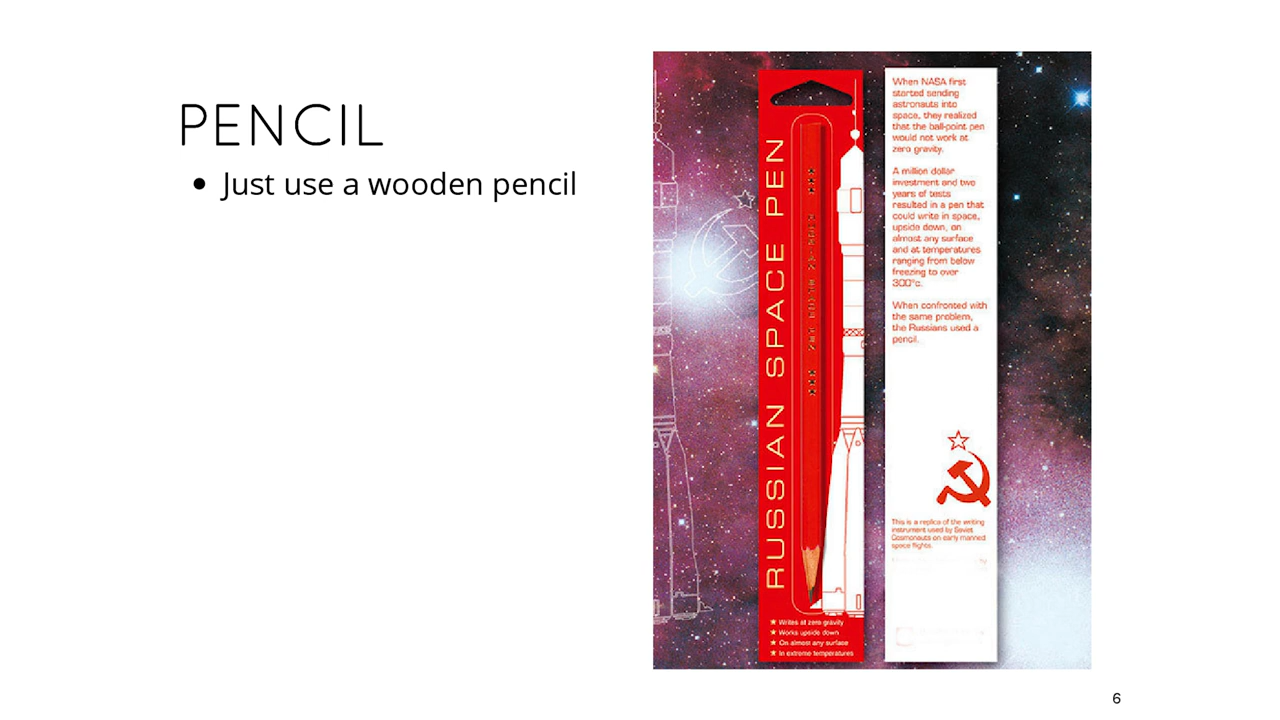 PENCIL
Just use a wooden pencil
RUSSIAN SPACE PEN
Writes at zero gravity
Works upside down
On almost any surface
In extreme temperatures
When NASA first
started sending
astronauts into
space, they realized
that the ball-point pen
would not work at
zero gravity.
A million dollar
investment and two
years of tests
resulted in a pen that
could write in space,
upside down, on
almost any surface
and at temperatures
ranging from below
freezing to over
300°c.
When confronted with
the same problem,
the Russians used a
pencil.
This is a replica of the writing
instrument used by Soviet
Cosmonauts on early manned
space flights.
6